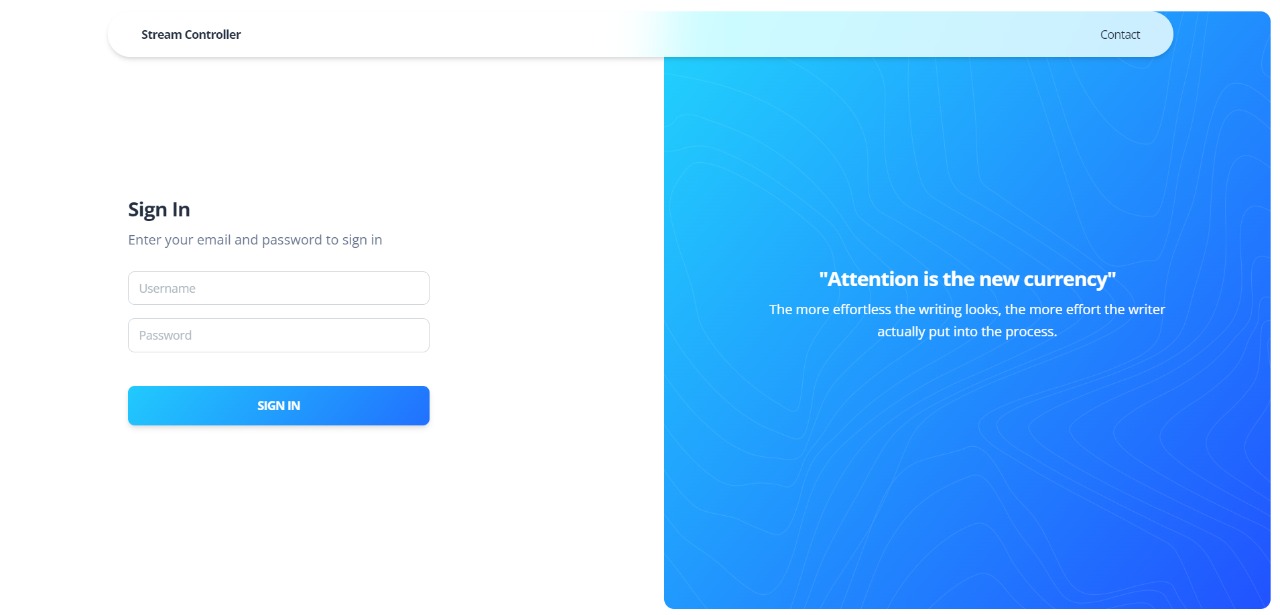 Stream Controller
Contact
Sign In
Enter your email and password to sign in
Username
Password
SIGN IN
"Attention is the new currency"
The more effortless the writing looks, the more effort the writer
actually put into the process.